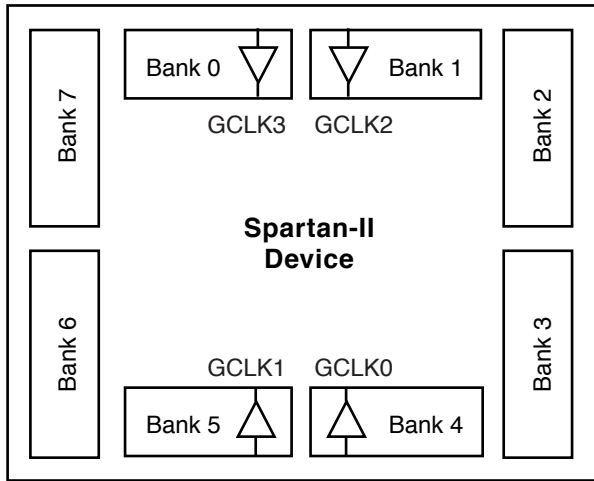 Bank 0
Bank 1
GCLK3
GCLK2
Bank 7
Bank 2
Spartan-II
Device
Bank 6
Bank 3
GCLK1
GCLK0
Bank 5
Bank 4